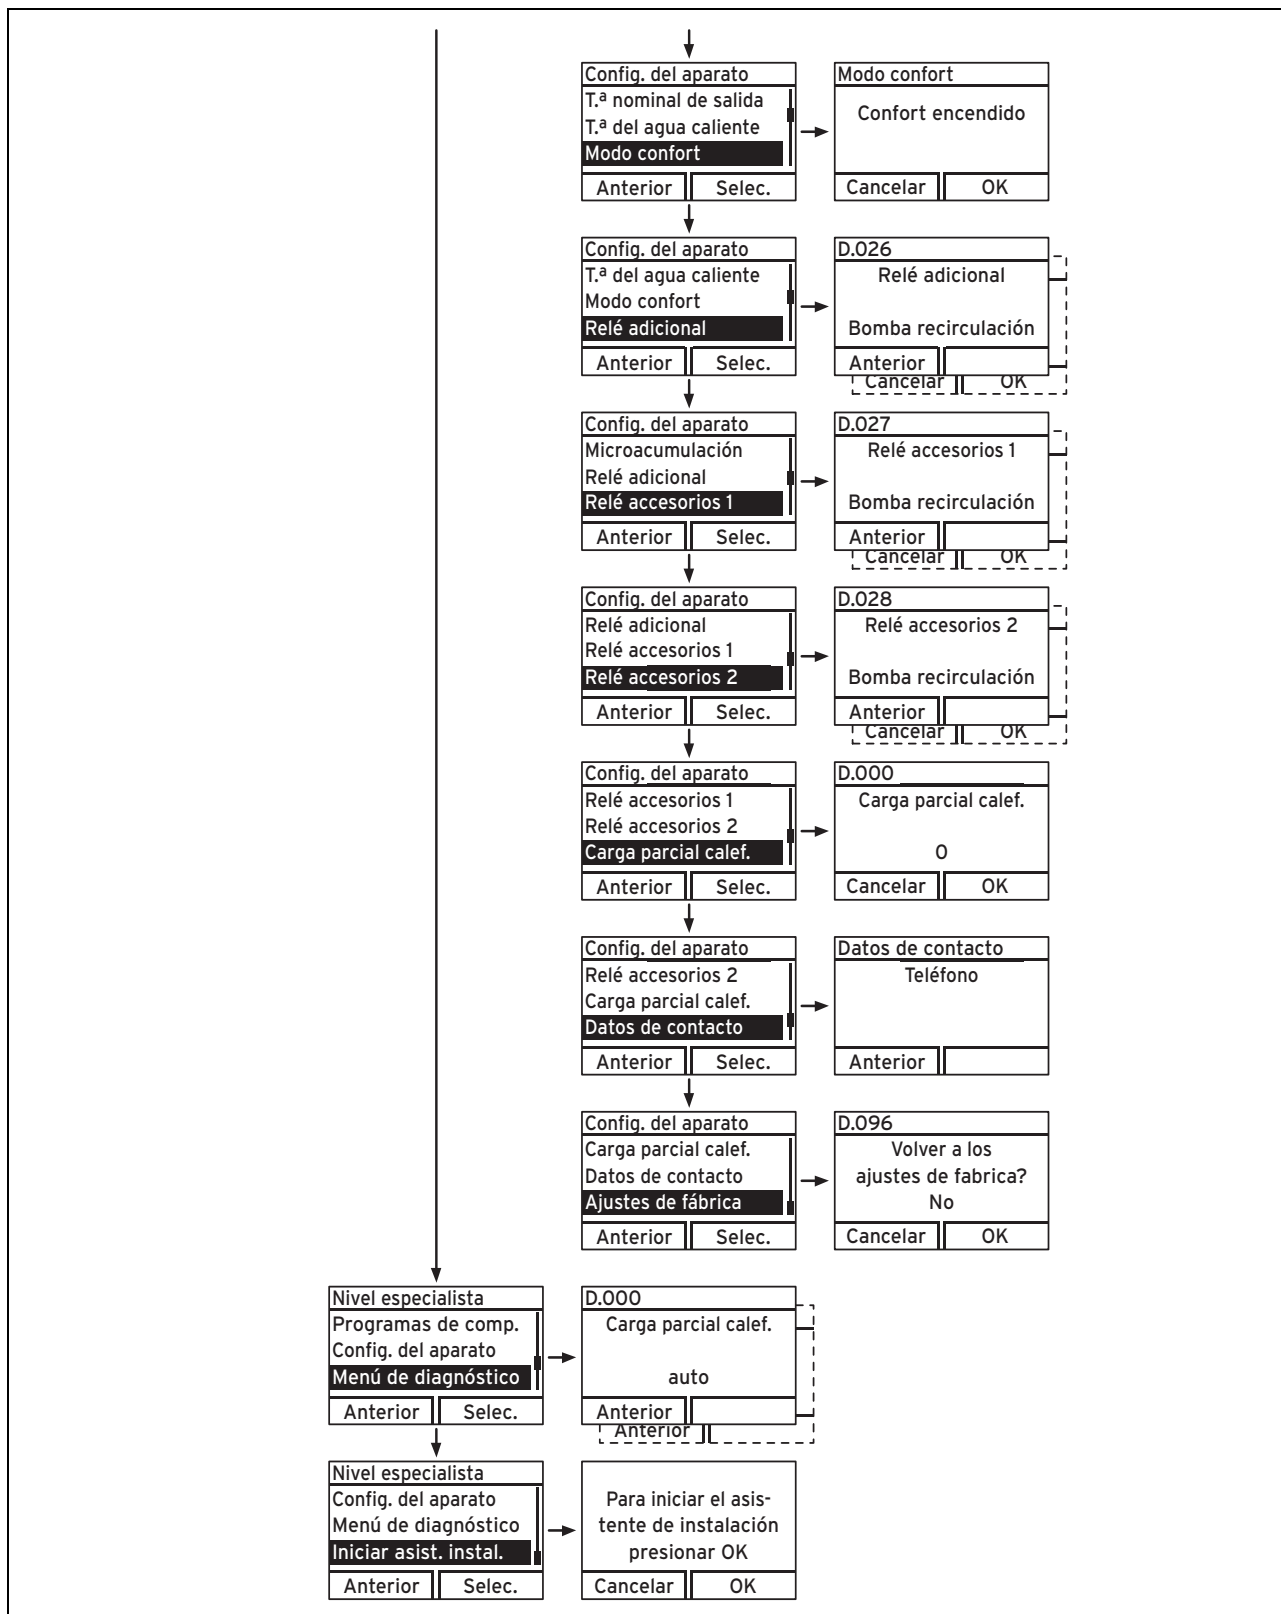 Config. del aparato
T.ª nominal de salida
T.ª del agua caliente
Modo confort
Anterior Selec.
Modo confort
Confort encendido
Cancelar OK
Config. del aparato
T.ª del agua caliente
Modo confort
Relé adicional
Anterior Selec.
D.026
Relé adicional
Bomba recirculación
Anterior
Cancelar OK
Config. del aparato
Microacumulación
Relé adicional
Relé accesorios 1
Anterior Selec.
D.027
Relé accesorios 1
Bomba recirculación
Anterior
Cancelar OK
Config. del aparato
Relé adicional
Relé accesorios 1
Relé accesorios 2
Anterior Selec.
D.028
Relé accesorios 2
Bomba recirculación
Anterior
Cancelar OK
Config. del aparato
Relé accesorios 1
Relé accesorios 2
Carga parcial calef.
Anterior Selec.
D.000
Carga parcial calef.
0
Cancelar OK
Config. del aparato
Relé accesorios 2
Carga parcial calef.
Datos de contacto
Anterior Selec.
Datos de contacto
Teléfono
Anterior
Config. del aparato
Carga parcial calef.
Datos de contacto
Ajustes de fábrica
Anterior Selec.
D.096
Volver a los
ajustes de fabrica?
No
Cancelar OK
Nivel especialista
Programas de comp.
Config. del aparato
Menú de diagnóstico
Anterior Selec.
D.000
Carga parcial calef.
auto
Anterior
Anterior
Nivel especialista
Config. del aparato
Menú de diagnóstico
Iniciar asist. instal.
Anterior Selec.
Para iniciar el asis-
tente de instalación
presionar OK
Cancelar OK